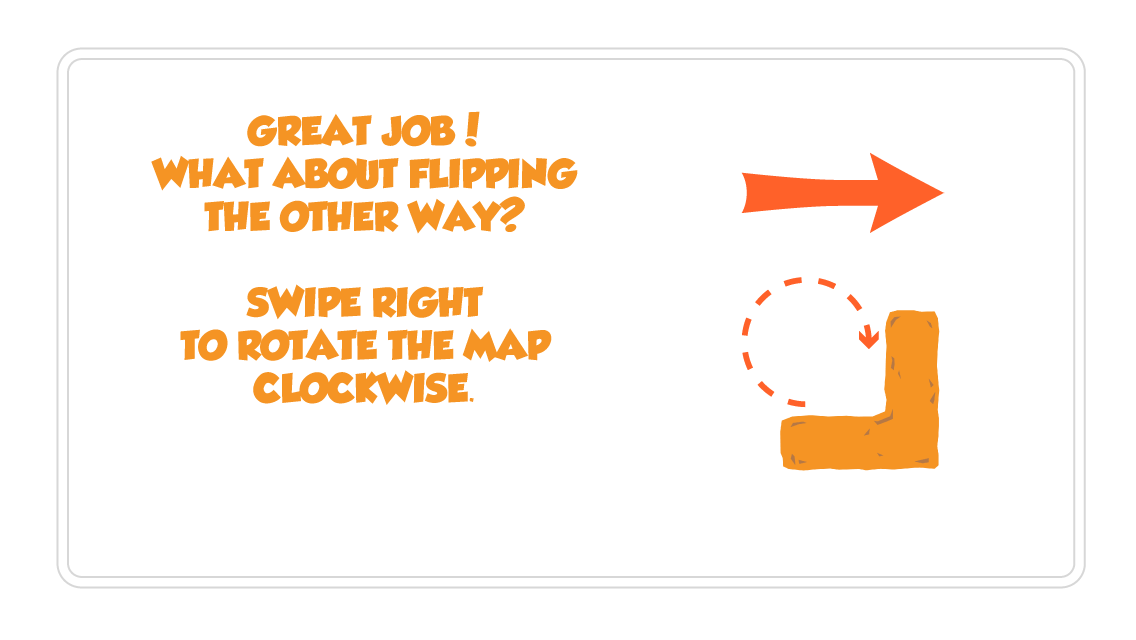 GREAT JOB!
WHAT ABOUT FLIPPING
THE OTHER WAY?
SWIPE RIGHT
TO ROTATE THE MAP
CLOCKWISE.